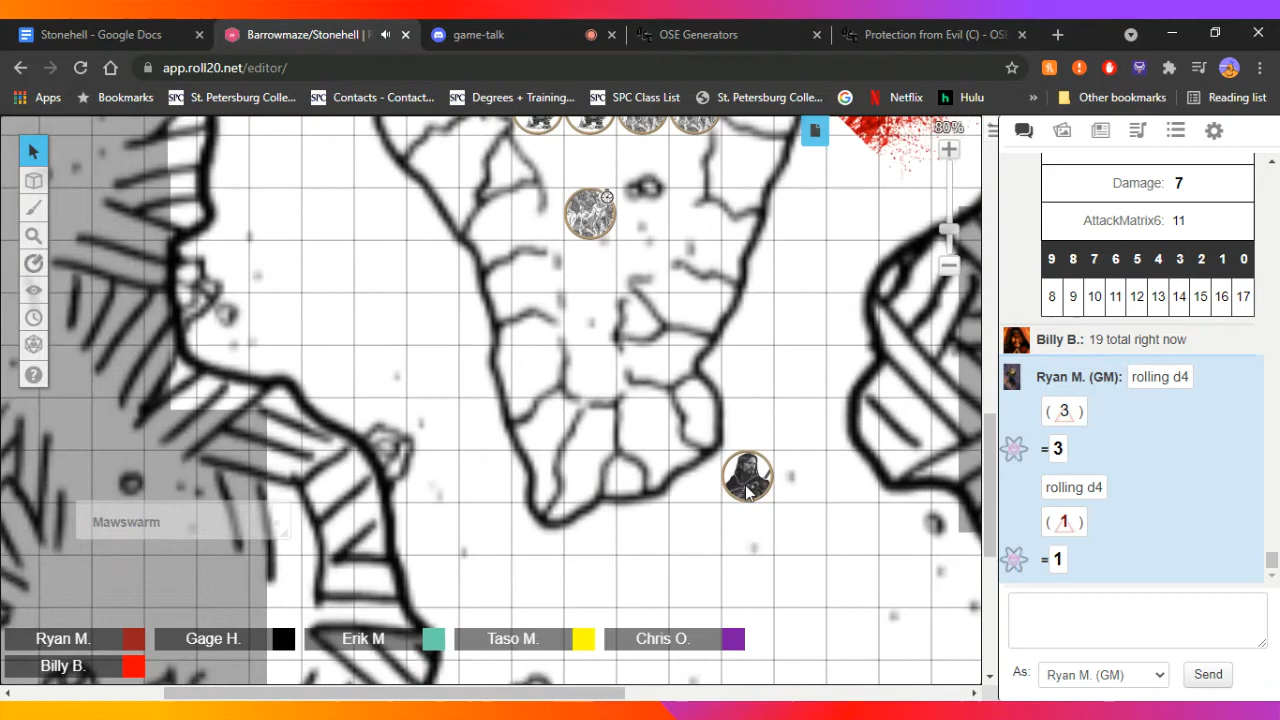 Stonehell - Google Docs
Barrowmaze/Stonehell | R
game-talk
OSE Generators
Protection from Evil (C) - OSE
app.roll20.net/editor/
Apps
Bookmarks
SPC
St. Petersburg Colle...
SPC
Contacts - Contact...
SPC
Degrees + Training...
SPC
SPC Class List
St. Petersburg Colle...
Netflix
h
Hulu
»
Other bookmarks
Reading list
80%
Damage: 7
AttackMatrix6: 11
9 8 7 6 5 4 3 2 1 0
8 9 10 11 12 13 14 15 16 17
Billy B.: 19 total right now
Ryan M. (GM): rolling d4
( 3 )
= 3
rolling d4
( 1 )
= 1
Mawswarm
Ryan M.
Gage H.
Erik M
Taso M.
Chris O.
Billy B.
As:
Ryan M. (GM)
Send